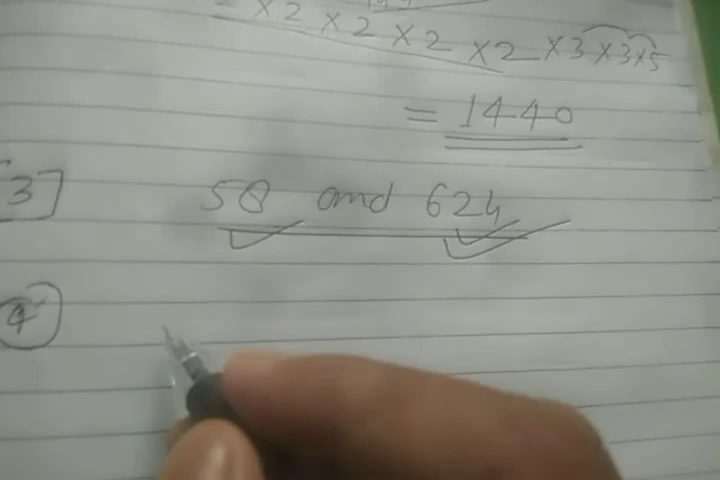 = ×2 ×2 ×2 ×2 ×3 ×3×5
= 1440
[3] 58 and 624
4